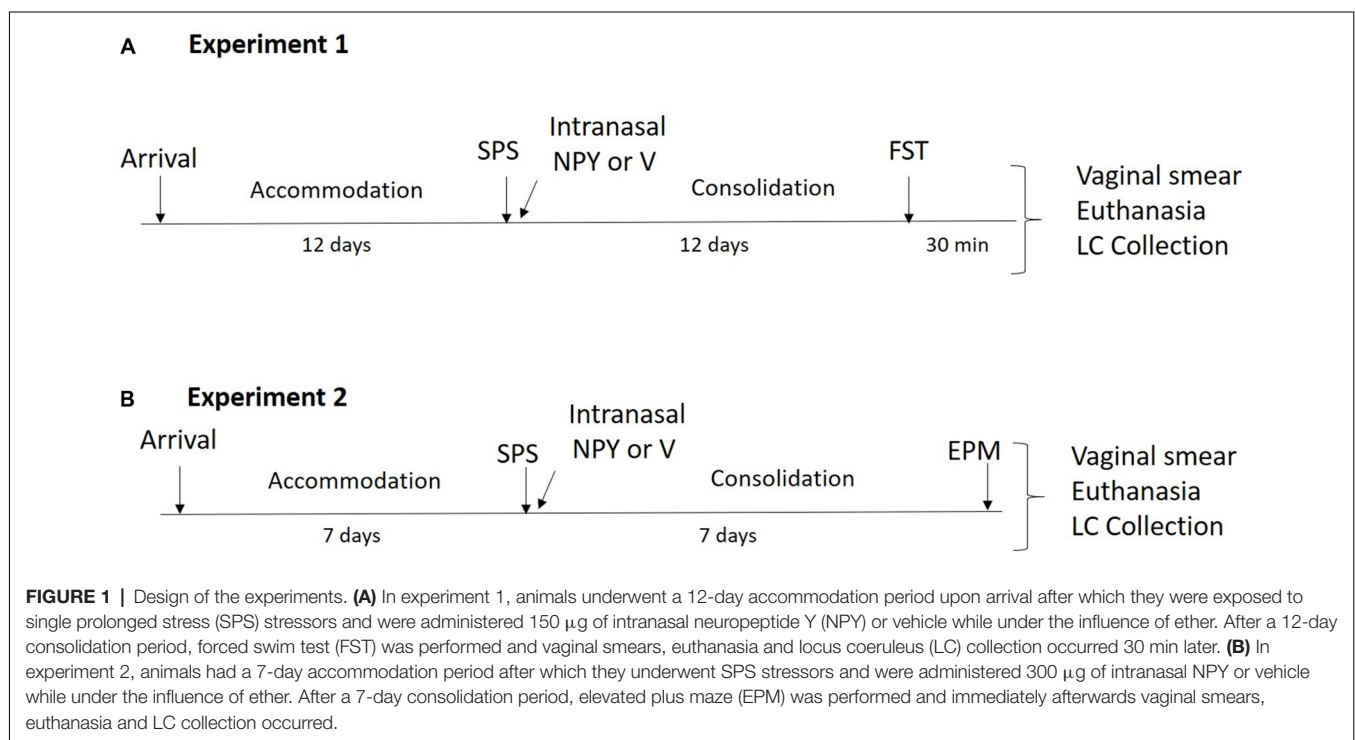 A Experiment 1
Arrival
Accommodation
12 days
SPS
Intranasal
NPY or V
Consolidation
12 days
FST
30 min
Vaginal smear
Euthanasia
LC Collection
B Experiment 2
Arrival
Accommodation
7 days
SPS
Intranasal
NPY or V
Consolidation
7 days
EPM
Vaginal smear
Euthanasia
LC Collection
FIGURE 1 | Design of the experiments. (A) In experiment 1, animals underwent a 12-day accommodation period upon arrival after which they were exposed to
single prolonged stress (SPS) stressors and were administered 150 μg of intranasal neuropeptide Y (NPY) or vehicle while under the influence of ether. After a 12-day
consolidation period, forced swim test (FST) was performed and vaginal smears, euthanasia and locus coeruleus (LC) collection occurred 30 min later. (B) In
experiment 2, animals had a 7-day accommodation period after which they underwent SPS stressors and were administered 300 μg of intranasal NPY or vehicle
while under the influence of ether. After a 7-day consolidation period, elevated plus maze (EPM) was performed and immediately afterwards vaginal smears,
euthanasia and LC collection occurred.